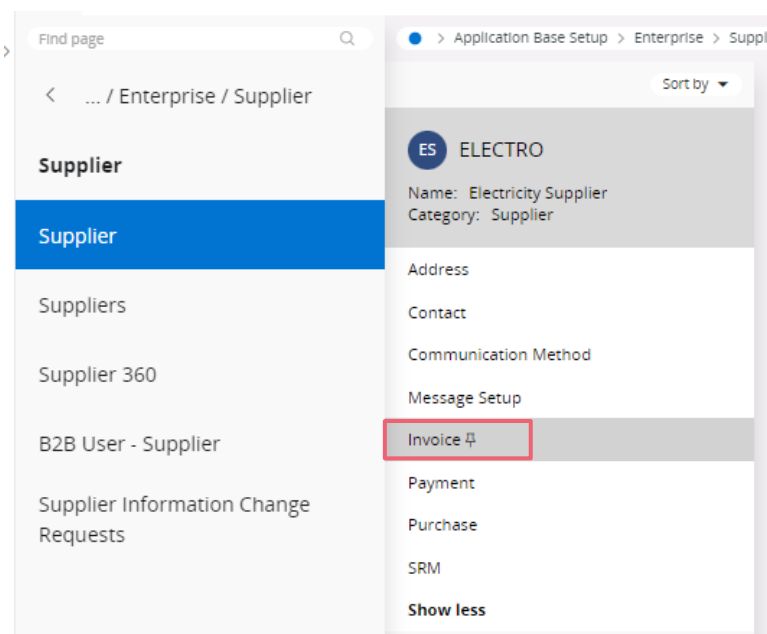 Find page
... / Enterprise / Supplier
Supplier
Supplier
Suppliers
Supplier 360
B2B User - Supplier
Supplier Information Change
Requests
> Application Base Setup > Enterprise > Suppl
Sort by
ES ELECTRO
Name: Electricity Supplier
Category: Supplier
Address
Contact
Communication Method
Message Setup
Invoice
Payment
Purchase
SRM
Show less